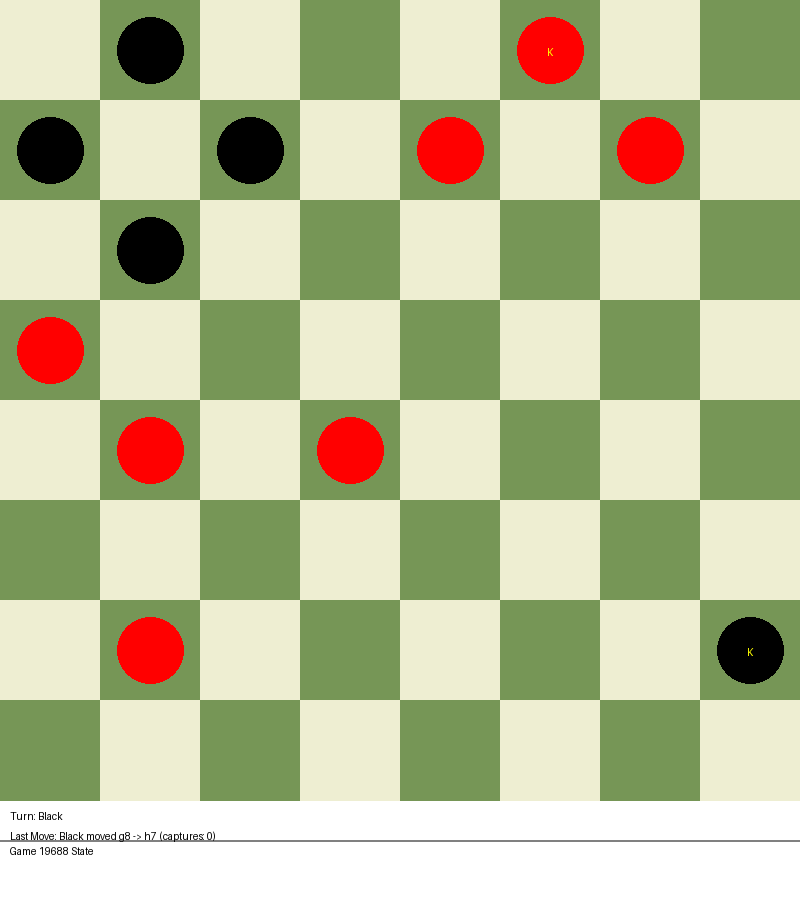 K
K
Turn: Black
Last Move: Black moved g8 -> h7 (captures: 0)
Game 19688 State